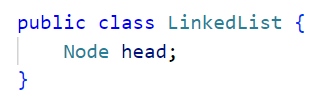 public class LinkedList {
    Node head;
}